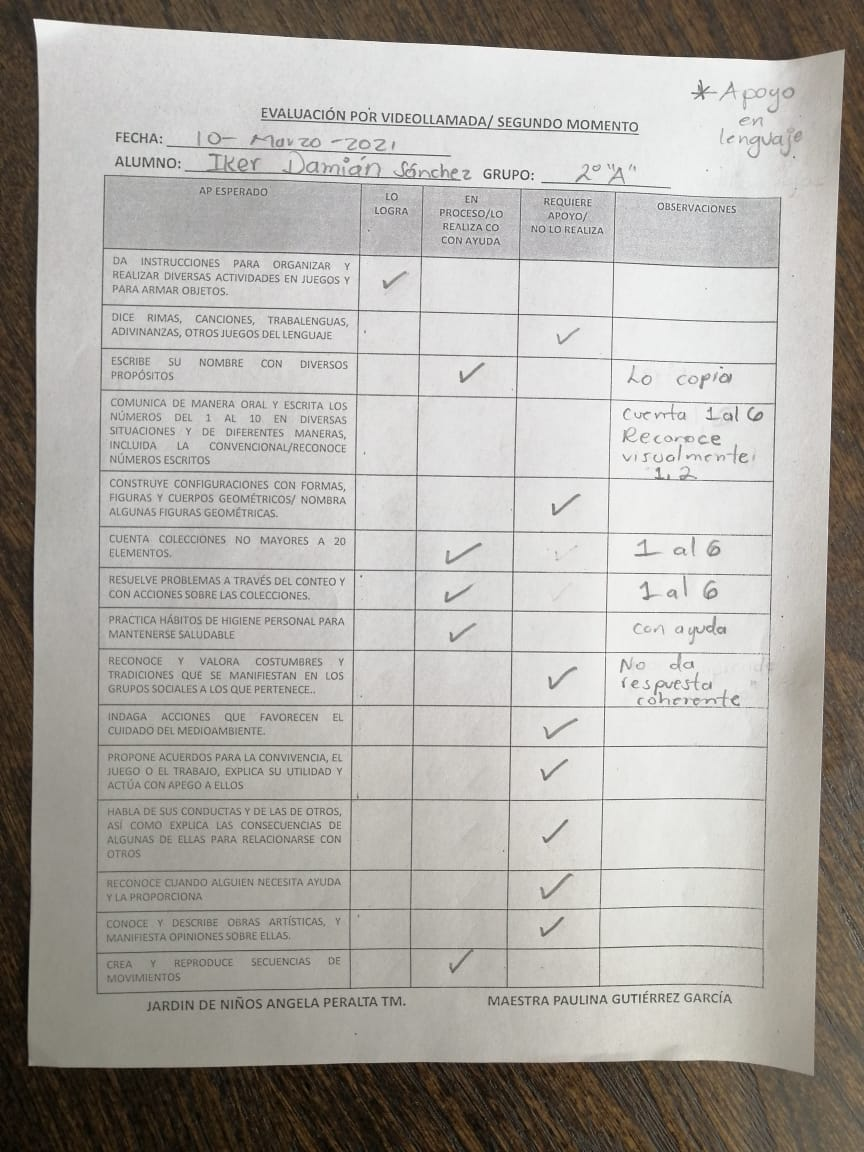 * Apoyo
en
lenguaje
EVALUACIÓN POR VIDEOLLAMADA/ SEGUNDO MOMENTO
FECHA: 10- Marzo -2021
ALUMNO: Iker Damián Sánchez GRUPO: 2° "A"
AP ESPERADO
LO
LOGRA
EN
PROCESO/LO
REALIZA CO
CON AYUDA
REQUIERE
APOYO/
NO LO REALIZA
OBSERVACIONES
DA INSTRUCCIONES PARA ORGANIZAR Y
REALIZAR DIVERSAS ACTIVIDADES EN JUEGOS Y
PARA ARMAR OBJETOS.
✓
DICE RIMAS, CANCIONES, TRABALENGUAS,
ADIVINANZAS, OTROS JUEGOS DEL LENGUAJE
✓
ESCRIBE SU NOMBRE CON DIVERSOS
PROPÓSITOS
✓
Lo copia
COMUNICA DE MANERA ORAL Y ESCRITA LOS
NÚMEROS DEL 1 AL 10 EN DIVERSAS
SITUACIONES Y DE DIFERENTES MANERAS,
INCLUIDA LA CONVENCIONAL/RECONOCE
NÚMEROS ESCRITOS
Cuenta 1 al 6
Reconoce
visualmente
1, 2
CONSTRUYE CONFIGURACIONES CON FORMAS,
FIGURAS Y CUERPOS GEOMÉTRICOS/ NOMBRA
ALGUNAS FIGURAS GEOMÉTRICAS.
✓
CUENTA COLECCIONES NO MAYORES A 20
ELEMENTOS.
✓
1 al 6
RESUELVE PROBLEMAS A TRAVÉS DEL CONTEO Y
CON ACCIONES SOBRE LAS COLECCIONES.
✓
1 al 6
PRACTICA HÁBITOS DE HIGIENE PERSONAL PARA
MANTENERSE SALUDABLE
✓
con ayuda
RECONOCE Y VALORA COSTUMBRES Y
TRADICIONES QUE SE MANIFIESTAN EN LOS
GRUPOS SOCIALES A LOS QUE PERTENECE..
✓
No da
respuesta
coherente
INDAGA ACCIONES QUE FAVORECEN EL
CUIDADO DEL MEDIOAMBIENTE.
✓
PROPONE ACUERDOS PARA LA CONVIVENCIA, EL
JUEGO O EL TRABAJO, EXPLICA SU UTILIDAD Y
ACTÚA CON APEGO A ELLOS
✓
HABLA DE SUS CONDUCTAS Y DE LAS DE OTROS,
ASÍ COMO EXPLICA LAS CONSECUENCIAS DE
ALGUNAS DE ELLAS PARA RELACIONARSE CON
OTROS
✓
RECONOCE CUANDO ALGUIEN NECESITA AYUDA
Y LA PROPORCIONA
✓
CONOCE Y DESCRIBE OBRAS ARTÍSTICAS, Y
MANIFIESTA OPINIONES SOBRE ELLAS.
✓
CREA Y REPRODUCE SECUENCIAS DE
MOVIMIENTOS
✓
JARDIN DE NIÑOS ANGELA PERALTA TM.
MAESTRA PAULINA GUTIÉRREZ GARCÍA